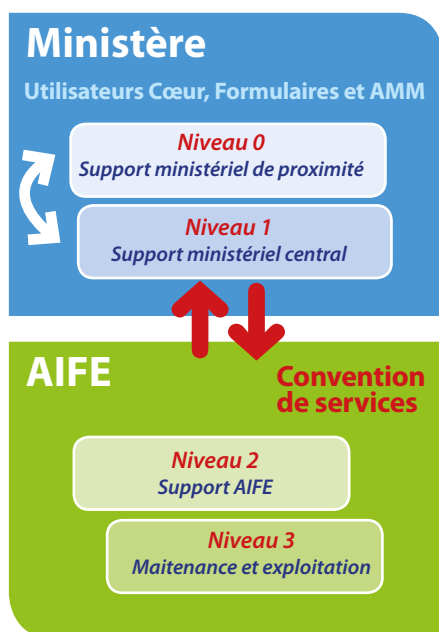 Ministère
Utilisateurs Cœur, Formulaires et AMM
Niveau 0
Support ministériel de proximité
Niveau 1
Support ministériel central
AIFE
Convention
de services
Niveau 2
Support AIFE
Niveau 3
Maitenance et exploitation